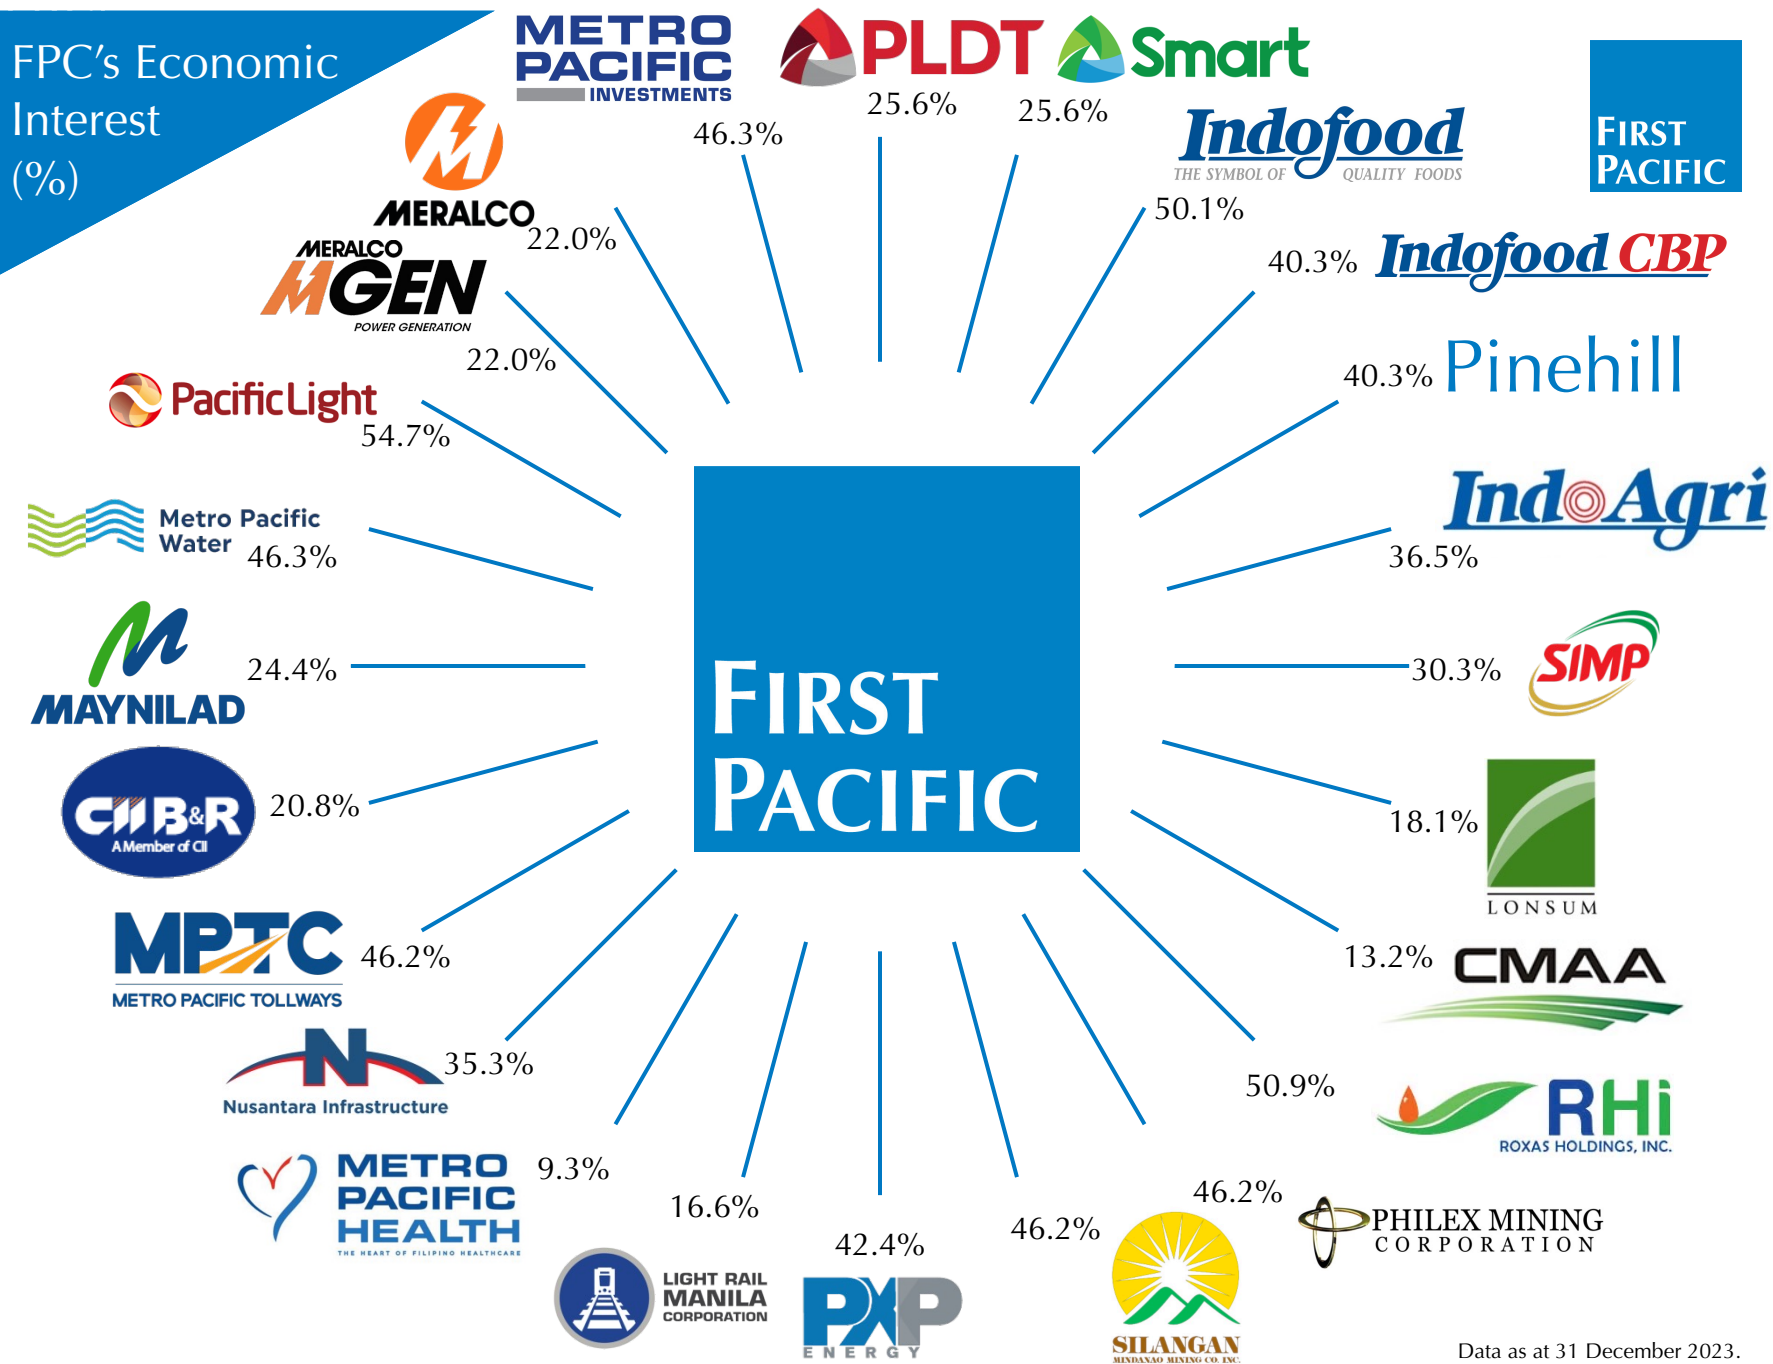 FPC's Economic
Interest
(%)
METRO
PACIFIC
INVESTMENTS
46.3%
PLDT
25.6%
Smart
25.6%
Indofood
THE SYMBOL OF QUALITY FOODS
50.1%
FIRST
PACIFIC
40.3%
Indofood CBP
40.3%
Pinehill
IndoAgri
36.5%
30.3%
SIMP
18.1%
LONSUM
13.2%
CMAA
50.9%
RHi
ROXAS HOLDINGS, INC.
46.2%
PHILEX MINING
CORPORATION
46.2%
SILANGAN
MINDANAO MINING CO. INC.
42.4%
PXP
ENERGY
16.6%
LIGHT RAIL
MANILA
CORPORATION
9.3%
METRO
PACIFIC
HEALTH
THE HEART OF FILIPINO HEALTHCARE
35.3%
N
Nusantara Infrastructure
46.2%
MPTC
METRO PACIFIC TOLLWAYS
20.8%
CII B&R
A Member of CII
24.4%
MAYNILAD
Metro Pacific
Water
46.3%
PacificLight
54.7%
MERALCO
MGEN
POWER GENERATION
22.0%
MERALCO
22.0%
FIRST
PACIFIC
Data as at 31 December 2023.